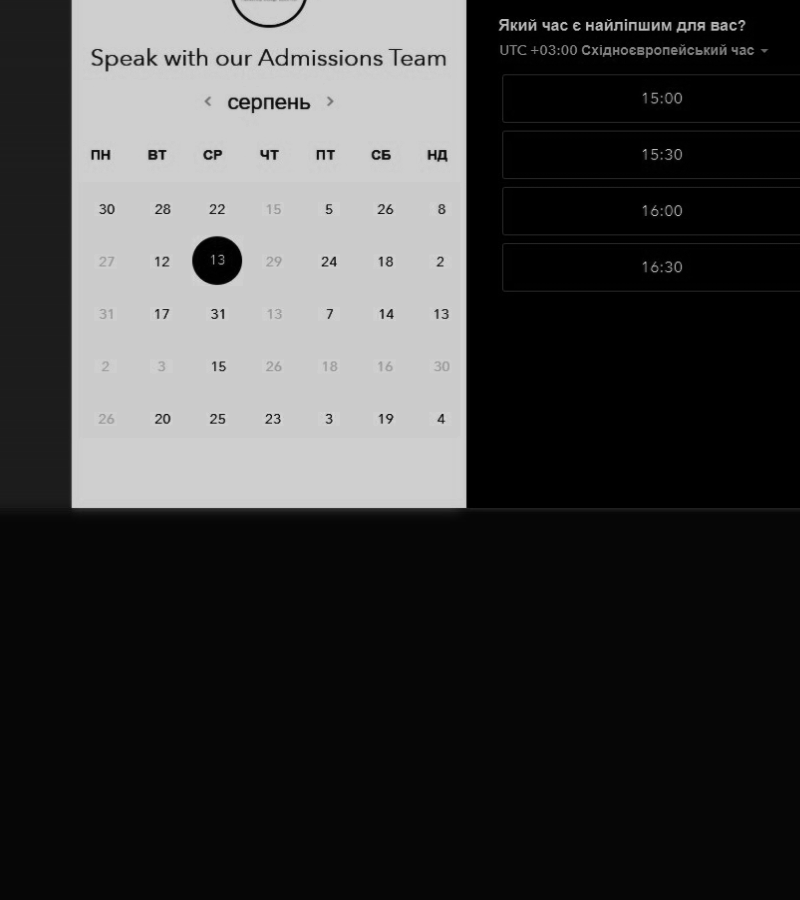 Speak with our Admissions Team
< серпень >
ПН ВТ СР ЧТ ПТ СБ НД
30 28 22 15 5 26 8
27 12 13 29 24 18 2
31 17 31 13 7 14 13
2 3 15 26 18 16 30
26 20 25 23 3 19 4
Який час є найліпшим для вас?
UTC +03:00 Східноєвропейський час
15:00
15:30
16:00
16:30